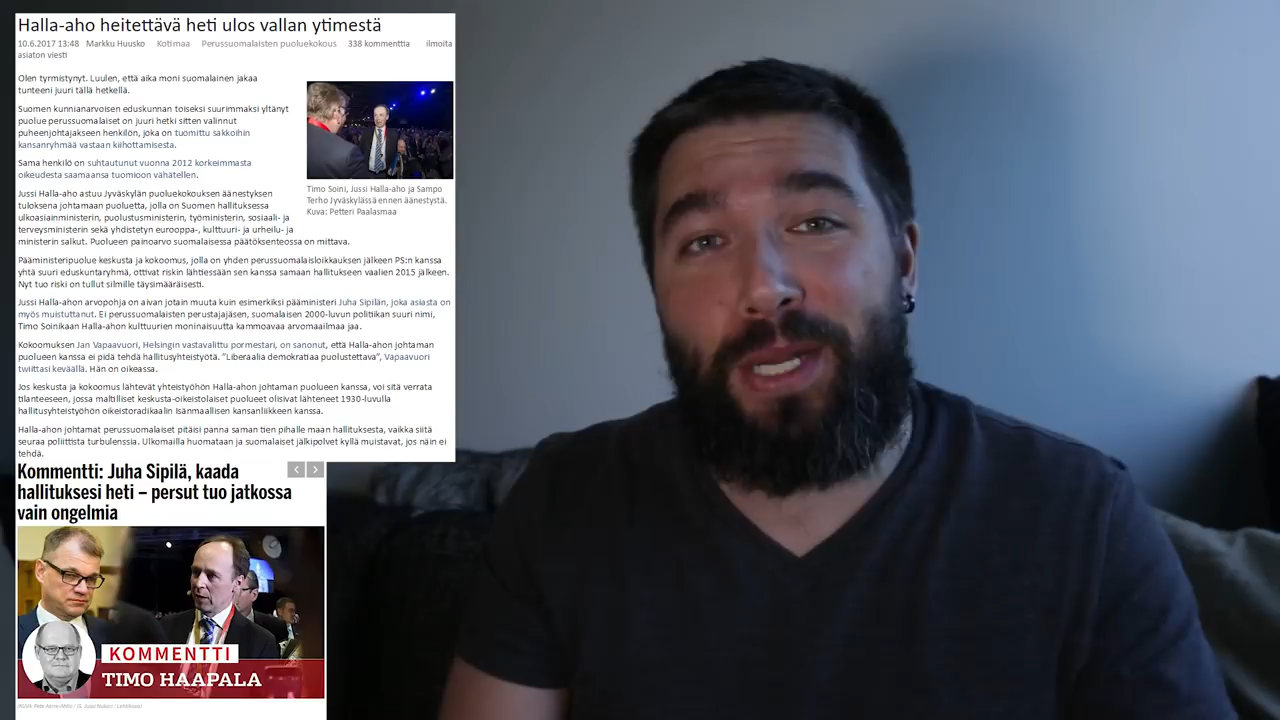 Halla-aho heitettävä heti ulos vallan ytimestä
10.6.2017 13:48 Markku Huusko Kotimaa Perussuomalaisten puoluekokous 338 kommenttia ilmoita
asiaton viesti
Olen tyrmistynyt. Luulen, että aika moni suomalainen jakaa
tunteeni juuri tällä hetkellä.
Suomen kunnianarvoisen eduskunnan toiseksi suurimmaksi yltänyt
puolue perussuomalaiset on juuri hetki sitten valinnut
puheenjohtajakseen henkilön, joka on tuomittu sakkoihin
kansanryhmää vastaan kiihottamisesta.
Sama henkilö on suhtautunut vuonna 2012 korkeimmasta
oikeudesta saamaansa tuomioon vähätellen.
Jussi Halla-aho astuu Jyväskylän puoluekokouksen äänestyksen
tuloksena johtamaan puoluetta, jolla on Suomen hallituksessa
ulkoasiainministerin, puolustusministerin, työministerin, sosiaali- ja
terveysministerin sekä yhdistetyn eurooppa-, kulttuuri- ja urheilu- ja
ministerin salkut. Puolueen painoarvo suomalaisessa päätöksenteossa on mittava.
Timo Soini, Jussi Halla-aho ja Sampo
Terho Jyväskylässä ennen äänestystä.
Kuva: Petteri Paalasmaa
Pääministeripuolue keskusta ja kokoomus, jolla on yhden perussuomalaisloikkauksen jälkeen PS:n kanssa
yhtä suuri eduskuntaryhmä, ottivat riskin lähtiessään sen kanssa samaan hallitukseen vaalien 2015 jälkeen.
Nyt tuo riski on tullut silmille täysimääräisesti.
Jussi Halla-ahon arvopohja on aivan jotain muuta kuin esimerkiksi pääministeri Juha Sipilän, joka asiasta on
myös muistuttanut. Ei perussuomalaisten perustajajäsen, suomalaisen 2000-luvun politiikan suuri nimi,
Timo Soinikaan Halla-ahon kulttuurien moninaisuutta kammoavaa arvomaailmaa jaa.
Kokoomuksen Jan Vapaavuori, Helsingin vastavalittu pormestari, on sanonut, että Halla-ahon johtaman
puolueen kanssa ei pidä tehdä hallitusyhteistyötä. "Liberaalia demokratiaa puolustettava", Vapaavuori
twiittasi keväällä. Hän on oikeassa.
Jos keskusta ja kokoomus lähtevät yhteistyöhön Halla-ahon johtaman puolueen kanssa, voi sitä verrata
tilanteeseen, jossa maltilliset keskusta-oikeistolaiset puolueet olisivat lähteneet 1930-luvulla
hallitusyhteistyöhön oikeistoradikaalin Isänmaallisen kansanliikkeen kanssa.
Halla-ahon johtamat perussuomalaiset pitäisi panna saman tien pihalle maan hallituksesta, vaikka siitä
seuraa poliittista turbulenssia. Ulkomailla huomataan ja suomalaiset jälkipolvet kyllä muistavat, jos näin ei
tehdä.
Kommentti: Juha Sipilä, kaada
hallituksesi heti – persut tuo jatkossa
vain ongelmia
KOMMENTTI
TIMO HAAPALA